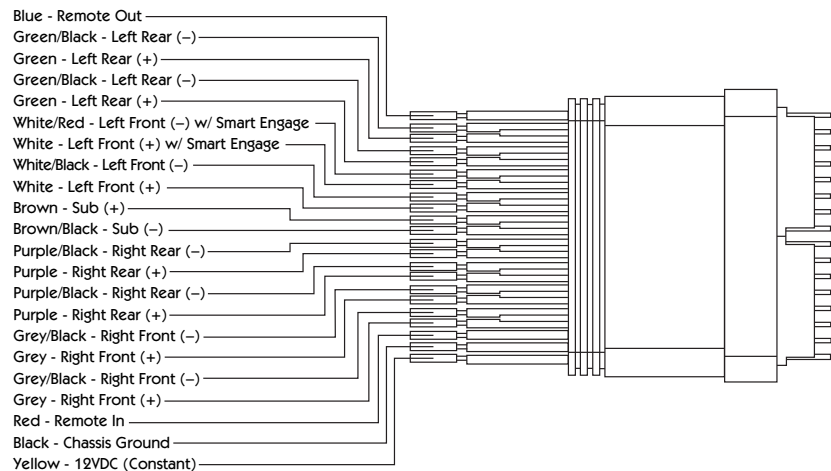 Blue - Remote Out
Green/Black - Left Rear (–)
Green - Left Rear (+)
Green/Black - Left Rear (–)
Green - Left Rear (+)
White/Red - Left Front (–) w/ Smart Engage
White - Left Front (+) w/ Smart Engage
White/Black - Left Front (–)
White - Left Front (+)
Brown - Sub (+)
Brown/Black - Sub (–)
Purple/Black - Right Rear (–)
Purple - Right Rear (+)
Purple/Black - Right Rear (–)
Purple - Right Rear (+)
Grey/Black - Right Front (–)
Grey - Right Front (+)
Grey/Black - Right Front (–)
Grey - Right Front (+)
Red - Remote In
Black - Chassis Ground
Yellow - 12VDC (Constant)